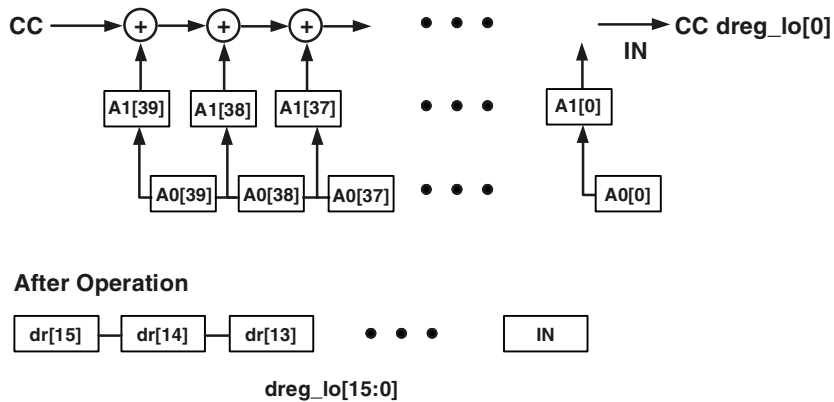 CC + + + CC dreg_lo[0]
IN
A1[39] A1[38] A1[37] A1[0]
A0[39] A0[38] A0[37] A0[0]
After Operation
dr[15] dr[14] dr[13] IN
dreg_lo[15:0]